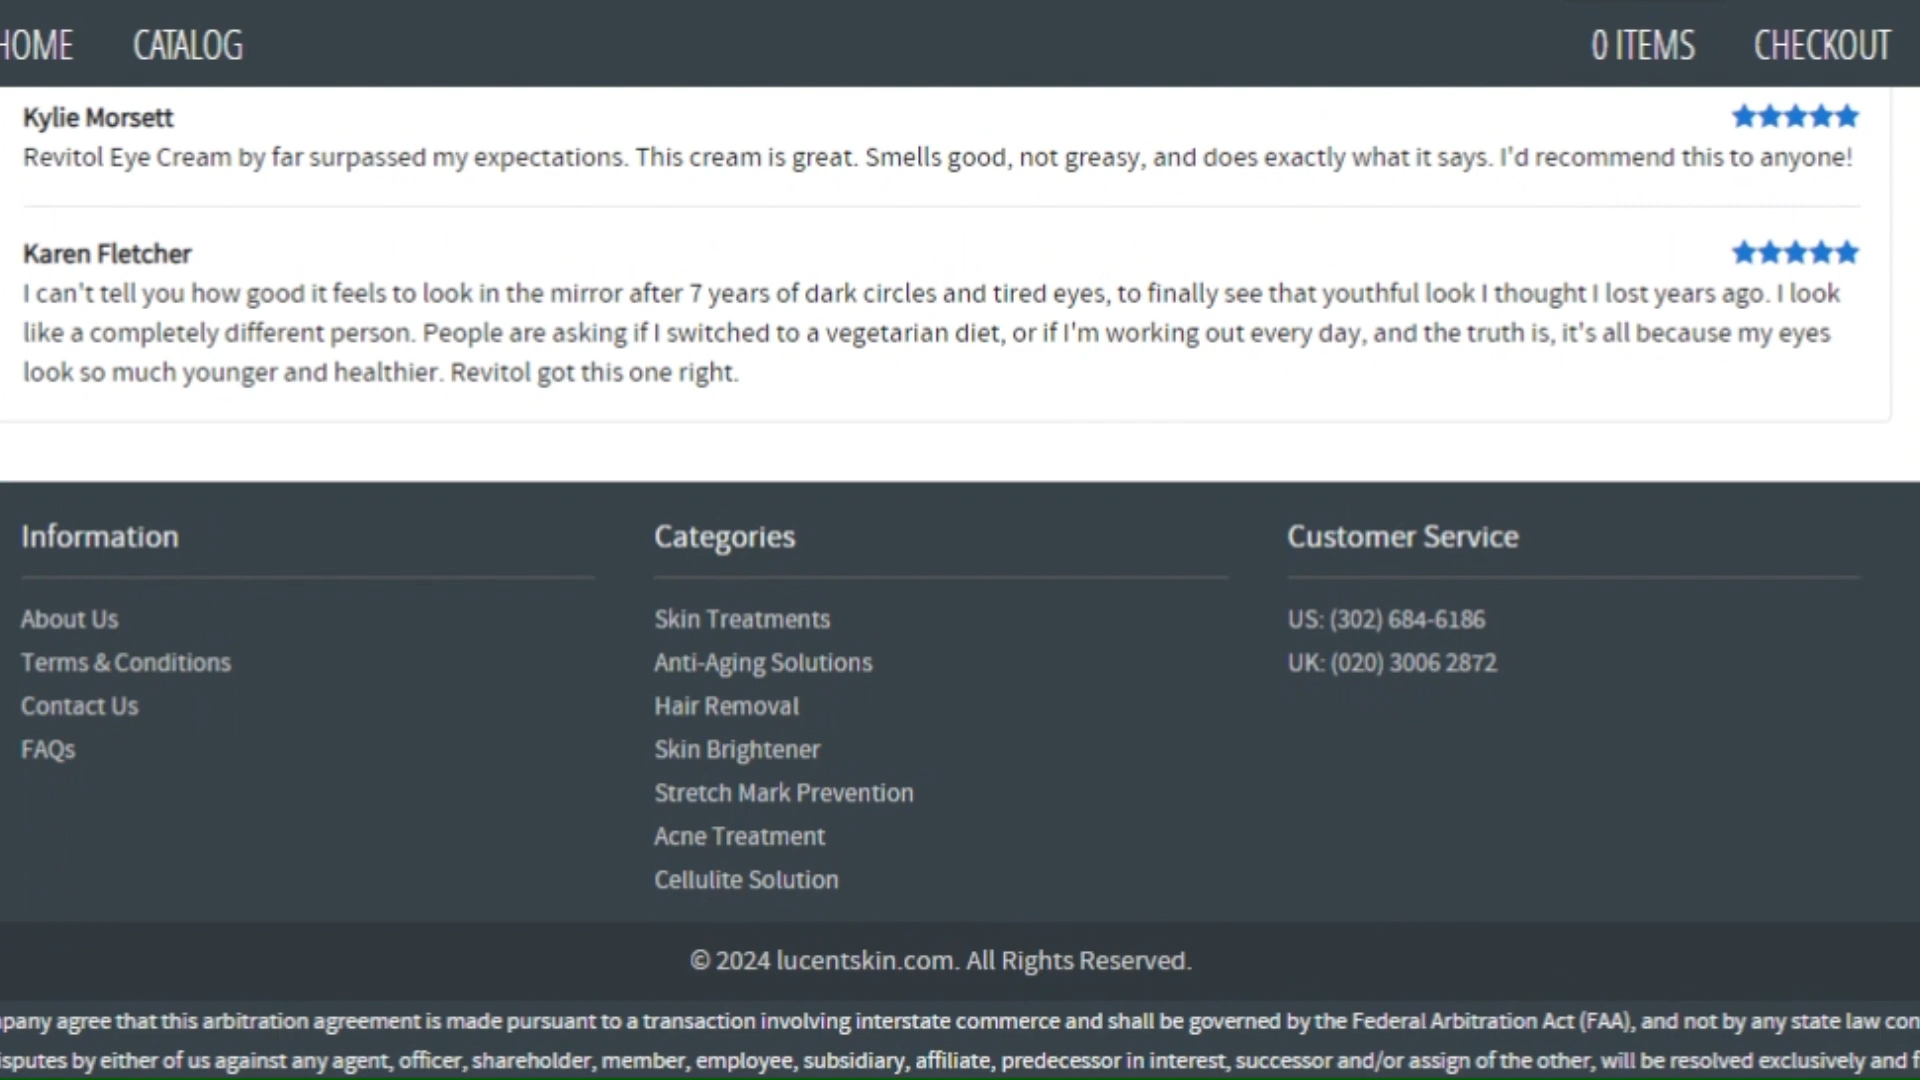 HOME CATALOG 0 ITEMS CHECKOUT
Kylie Morsett
Revitol Eye Cream by far surpassed my expectations. This cream is great. Smells good, not greasy, and does exactly what it says. I'd recommend this to anyone!
Karen Fletcher
I can't tell you how good it feels to look in the mirror after 7 years of dark circles and tired eyes, to finally see that youthful look I thought I lost years ago. I look
like a completely different person. People are asking if I switched to a vegetarian diet, or if I'm working out every day, and the truth is, it's all because my eyes
look so much younger and healthier. Revitol got this one right.
Information
About Us
Terms & Conditions
Contact Us
FAQs
Categories
Skin Treatments
Anti-Aging Solutions
Hair Removal
Skin Brightener
Stretch Mark Prevention
Acne Treatment
Cellulite Solution
Customer Service
US: (302) 684-6186
UK: (020) 3006 2872
© 2024 lucentskin.com. All Rights Reserved.
agree that this arbitration agreement is made pursuant to a transaction involving interstate commerce and shall be governed by the Federal Arbitration Act (FAA), and not by any state law
by either of us against any agent, officer, shareholder, member, employee, subsidiary, affiliate, predecessor in interest, successor and/or assign of the other, will be resolved exclusively and